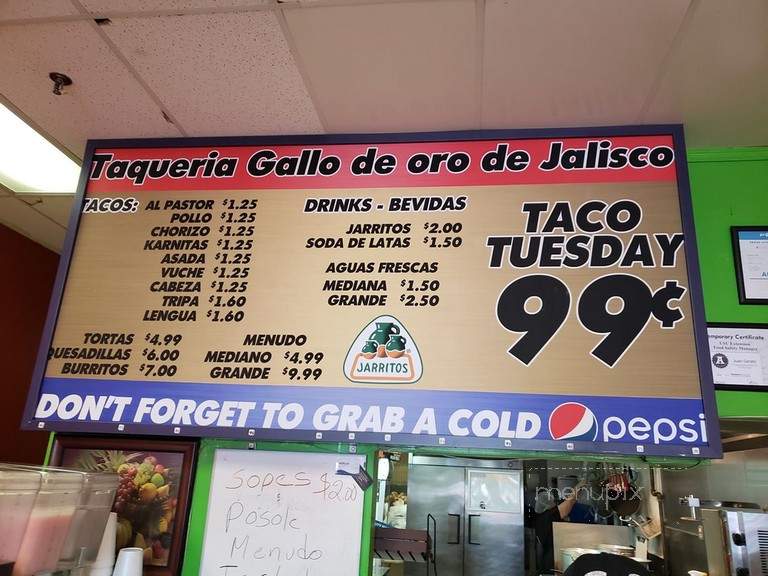 Taqueria Gallo de oro de Jalisco
TACOS: AL PASTOR $1.25
POLLO $1.25
CHORIZO $1.25
KARNITAS $1.25
ASADA $1.25
VUCHE $1.25
CABEZA $1.25
TRIPA $1.60
LENGUA $1.60
TORTAS $4.99
QUESADILLAS $6.00
BURRITOS $7.00
DRINKS - BEVIDAS
JARRITOS $2.00
SODA DE LATAS $1.50
AGUAS FRESCAS
MEDIANA $1.50
GRANDE $2.50
MENUDO
MEDIANO $4.99
GRANDE $9.99
JARRITOS
TACO
TUESDAY
99¢
DON'T FORGET TO GRAB A COLD pepsi
Sopes $2.00
Posole
Menudo
Temporary Certificate
menupix